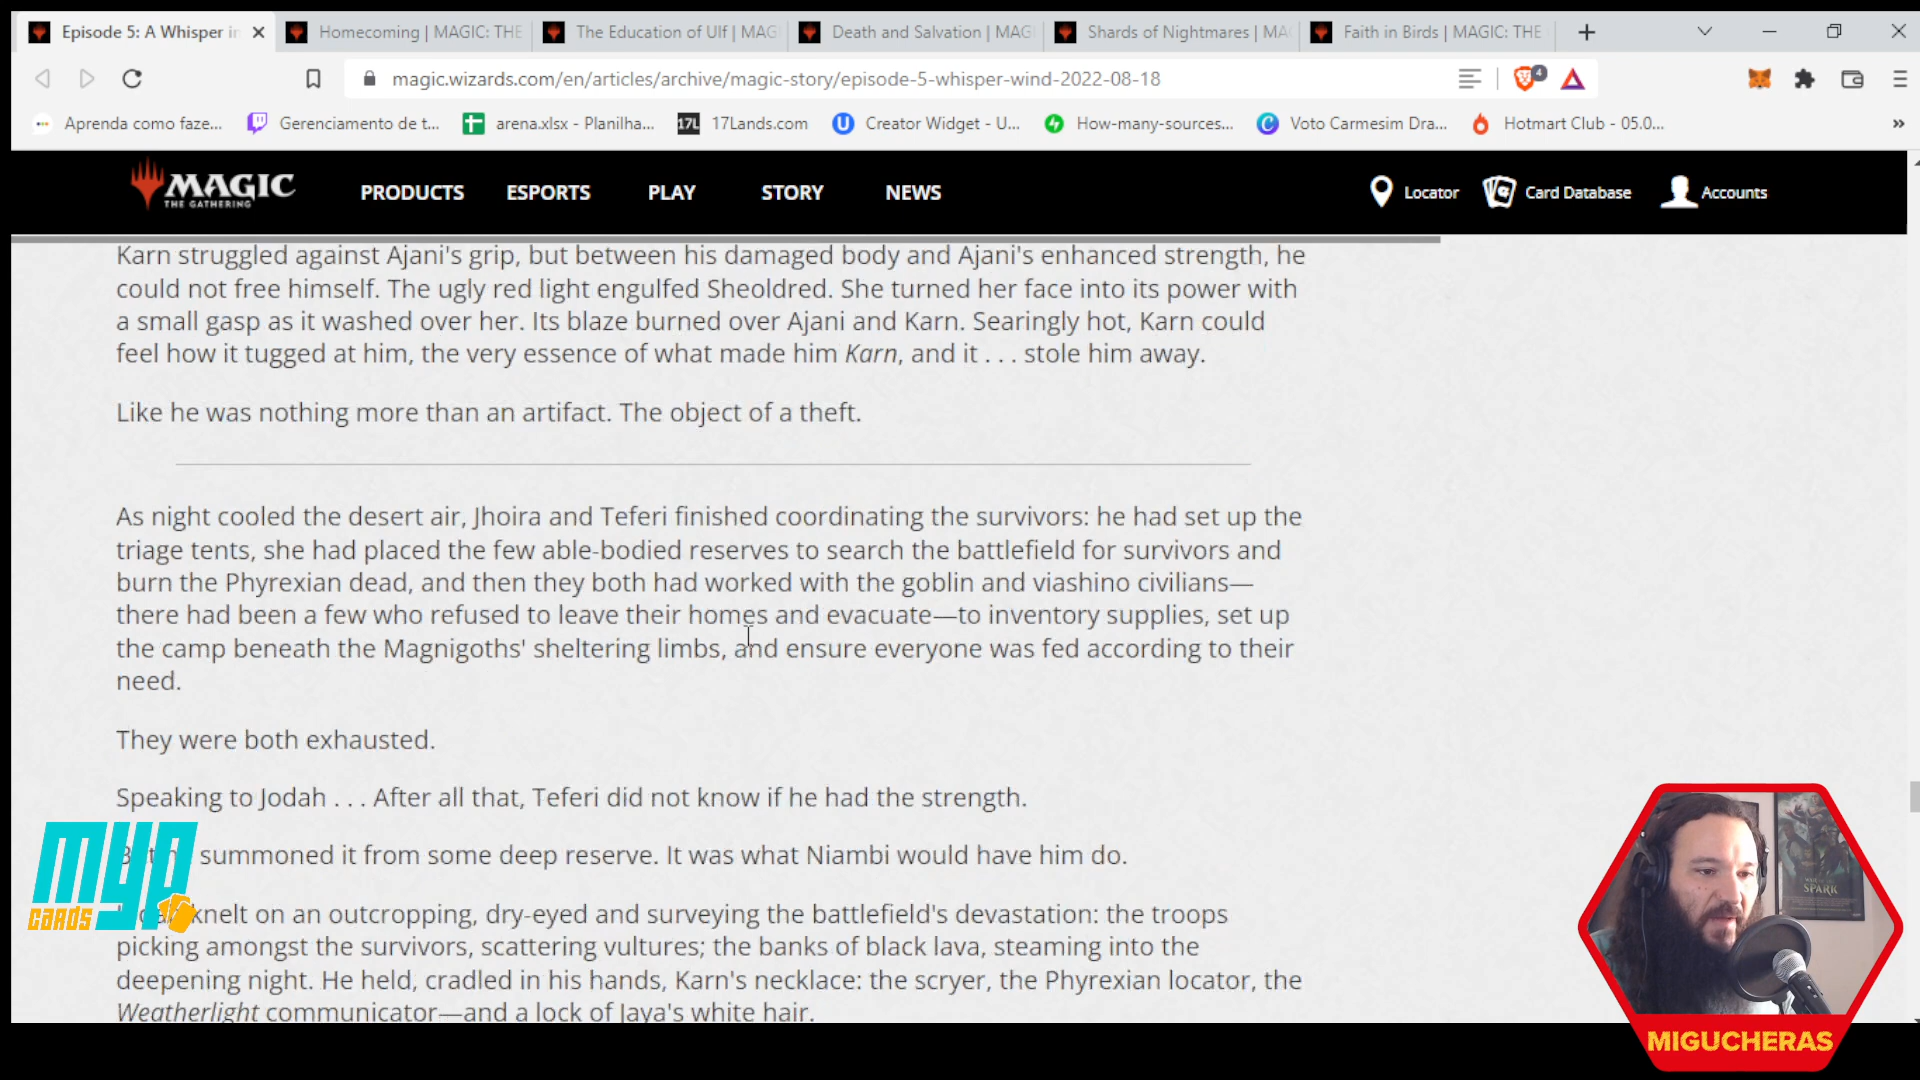 Episode 5: A Whisper in
Homecoming | MAGIC: THE
The Education of Ulf | MAG
Death and Salvation | MAG
Shards of Nightmares | MA
Faith in Birds | MAGIC: THE
magic.wizards.com/en/articles/archive/magic-story/episode-5-whisper-wind-2022-08-18
4
Aprenda como faze...
Gerenciamento de t...
arena.xlsx - Planilha...
17L 17Lands.com
Creator Widget - U...
How-many-sources...
Voto Carmesim Dra...
Hotmart Club - 05.0...
MAGIC
THE GATHERING
PRODUCTS
ESPORTS
PLAY
STORY
NEWS
Locator
Card Database
Accounts
Karn struggled against Ajani's grip, but between his damaged body and Ajani's enhanced strength, he
could not free himself. The ugly red light engulfed Sheoldred. She turned her face into its power with
a small gasp as it washed over her. Its blaze burned over Ajani and Karn. Searingly hot, Karn could
feel how it tugged at him, the very essence of what made him Karn, and it . . . stole him away.
Like he was nothing more than an artifact. The object of a theft.
As night cooled the desert air, Jhoira and Teferi finished coordinating the survivors: he had set up the
triage tents, she had placed the few able-bodied reserves to search the battlefield for survivors and
burn the Phyrexian dead, and then they both had worked with the goblin and viashino civilians—
there had been a few who refused to leave their homes and evacuate—to inventory supplies, set up
the camp beneath the Magnigoths' sheltering limbs, and ensure everyone was fed according to their
need.
They were both exhausted.
Speaking to Jodah . . . After all that, Teferi did not know if he had the strength.
summoned it from some deep reserve. It was what Niambi would have him do.
knelt on an outcropping, dry-eyed and surveying the battlefield's devastation: the troops
picking amongst the survivors, scattering vultures; the banks of black lava, steaming into the
deepening night. He held, cradled in his hands, Karn's necklace: the scryer, the Phyrexian locator, the
Weatherlight communicator—and a lock of Jaya's white hair.
myp
CARDS
SPARK
MIGUCHERAS